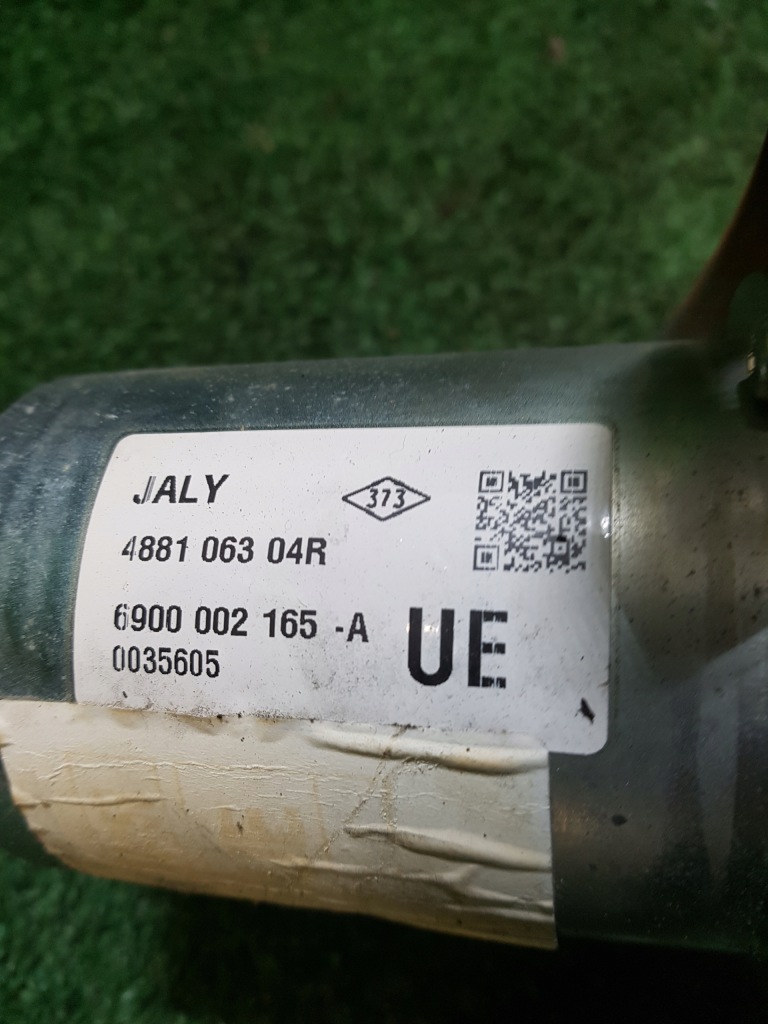 JALY
373
4881 063 04R
6900 002 165 -A
UE
0035605